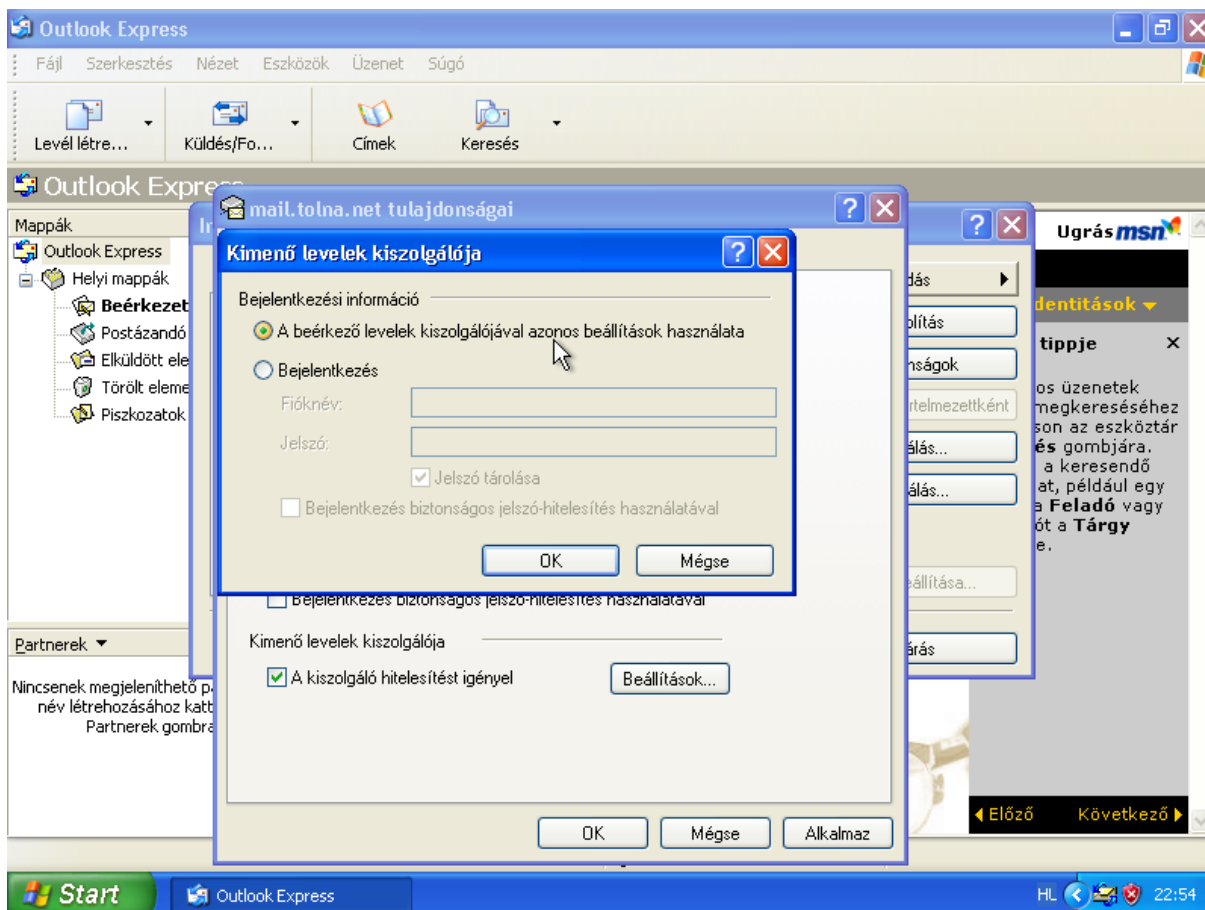 Outlook Express
Fájl Szerkesztés Nézet Eszközök Üzenet Súgó
Levél létre... Küldés/Fo... Címek Keresés
Outlook Express
Mappák
Outlook Express
Helyi mappák
Beérkezet
Postázandó
Elküldött ele
Törölt eleme
Piszkozatok
Partnerek
Nincsenek megjeleníthető
név létrehozásához katt
Partnerek gombra
mail.tolna.net tulajdonságai
Kimenő levelek kiszolgálója
Bejelentkezési információ
A beérkező levelek kiszolgálójával azonos beállítások használata
Bejelentkezés
Fióknév:
Jelszó:
Jelszó tárolása
Bejelentkezés biztonságos jelszó-hitelesítés használatával
OK Mégse
Bejelentkezés biztonságos jelszó-hitelesítés használatával
Kimenő levelek kiszolgálója
A kiszolgáló hitelesítést igényel Beállítások...
OK Mégse Alkalmaz
dás
olítás
nságok
rtelmezettként
álás...
álás...
eállítása...
árás
Ugrás msn
dentitások
tippje X
os üzenetek
megkereséséhez
son az eszköztár
és gombjára.
a keresendő
at, például egy
a Feladó vagy
ót a Tárgy
e.
Előző Következő
Start Outlook Express HL 22:54